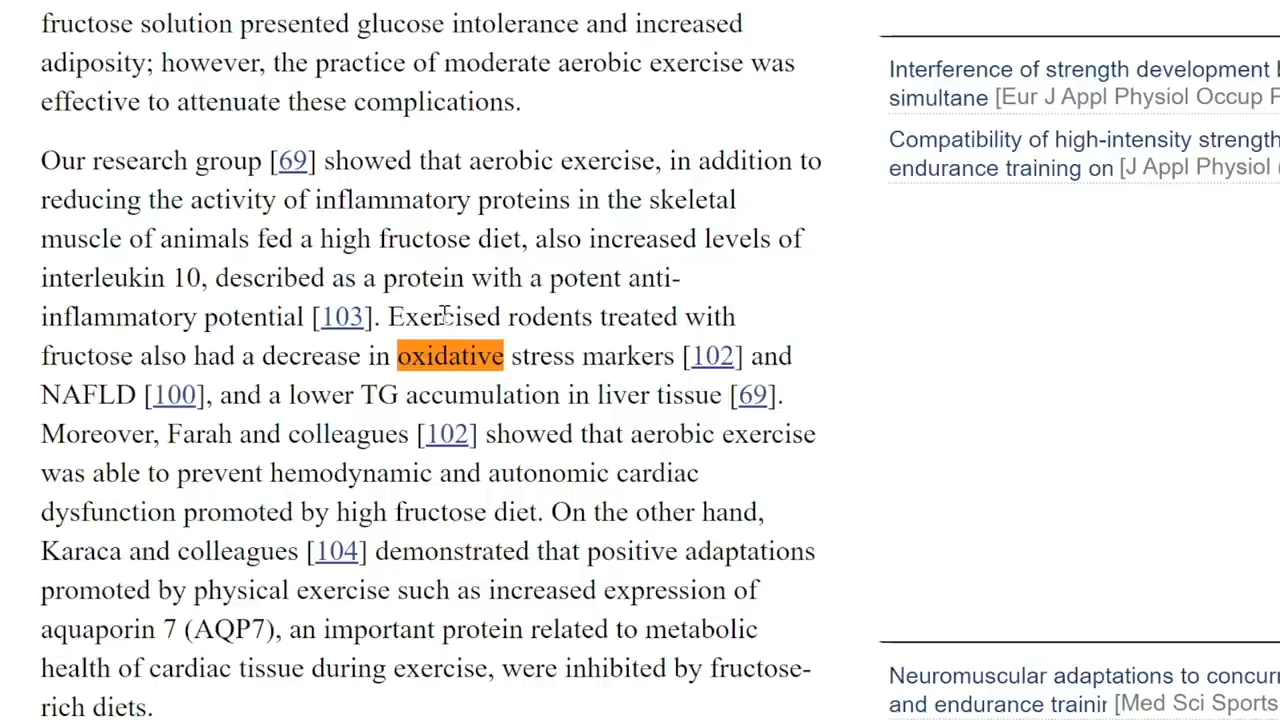 fructose solution presented glucose intolerance and increased
adiposity; however, the practice of moderate aerobic exercise was
effective to attenuate these complications.
Our research group [69] showed that aerobic exercise, in addition to
reducing the activity of inflammatory proteins in the skeletal
muscle of animals fed a high fructose diet, also increased levels of
interleukin 10, described as a protein with a potent anti-
inflammatory potential [103]. Exercised rodents treated with
fructose also had a decrease in oxidative stress markers [102] and
NAFLD [100], and a lower TG accumulation in liver tissue [69].
Moreover, Farah and colleagues [102] showed that aerobic exercise
was able to prevent hemodynamic and autonomic cardiac
dysfunction promoted by high fructose diet. On the other hand,
Karaca and colleagues [104] demonstrated that positive adaptations
promoted by physical exercise such as increased expression of
aquaporin 7 (AQP7), an important protein related to metabolic
health of cardiac tissue during exercise, were inhibited by fructose-
rich diets.
Interference of strength development
simultane [Eur J Appl Physiol Occup
Compatibility of high-intensity strength
endurance training on [J Appl Physiol
Neuromuscular adaptations to concur
and endurance trainir [Med Sci Sports